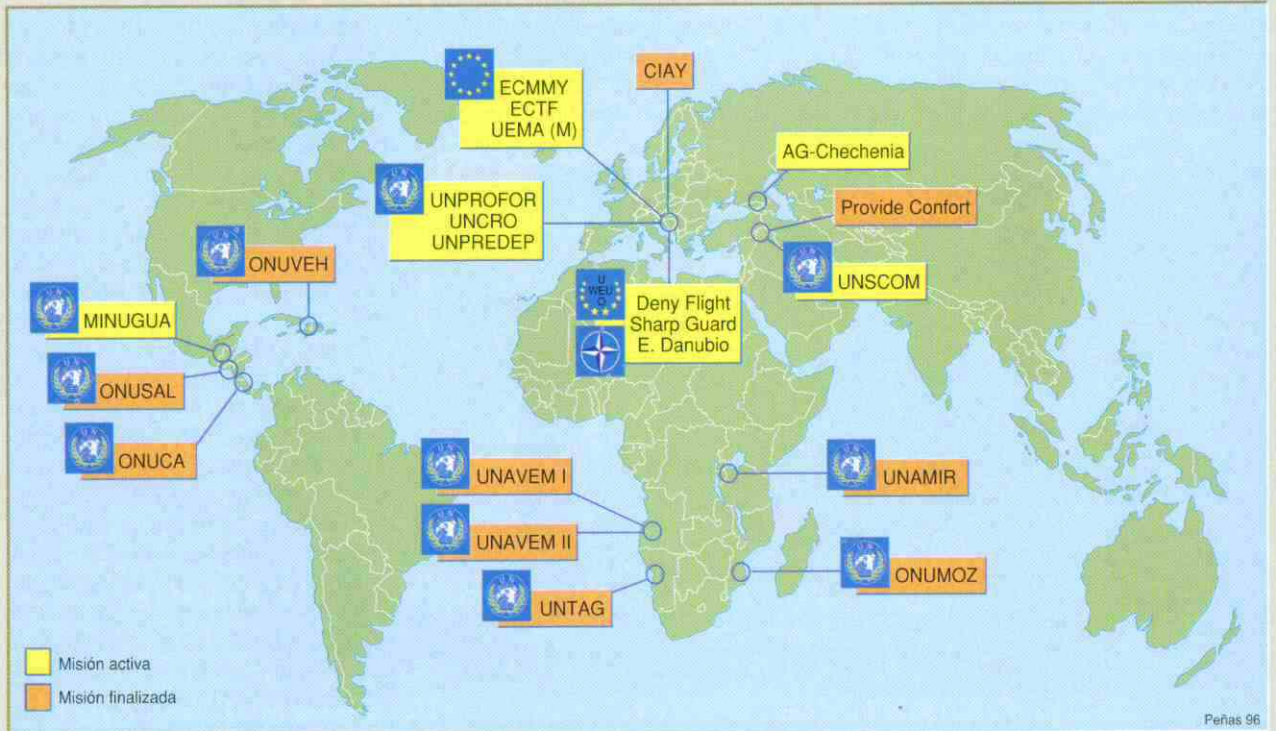 CIAY
ECMMY
ECTF
UEMA (M)
AG-Chechenia
UNPROFOR
UNCRO
UNPREDEP
Provide Confort
ONUVEH
UNSCOM
U
WEU
O
Deny Flight
Sharp Guard
E. Danubio
MINUGUA
ONUSAL
ONUCA
UNAVEM I
UNAMIR
UNAVEM II
ONUMOZ
UNTAG
Misión activa
Misión finalizada
Peñas 96